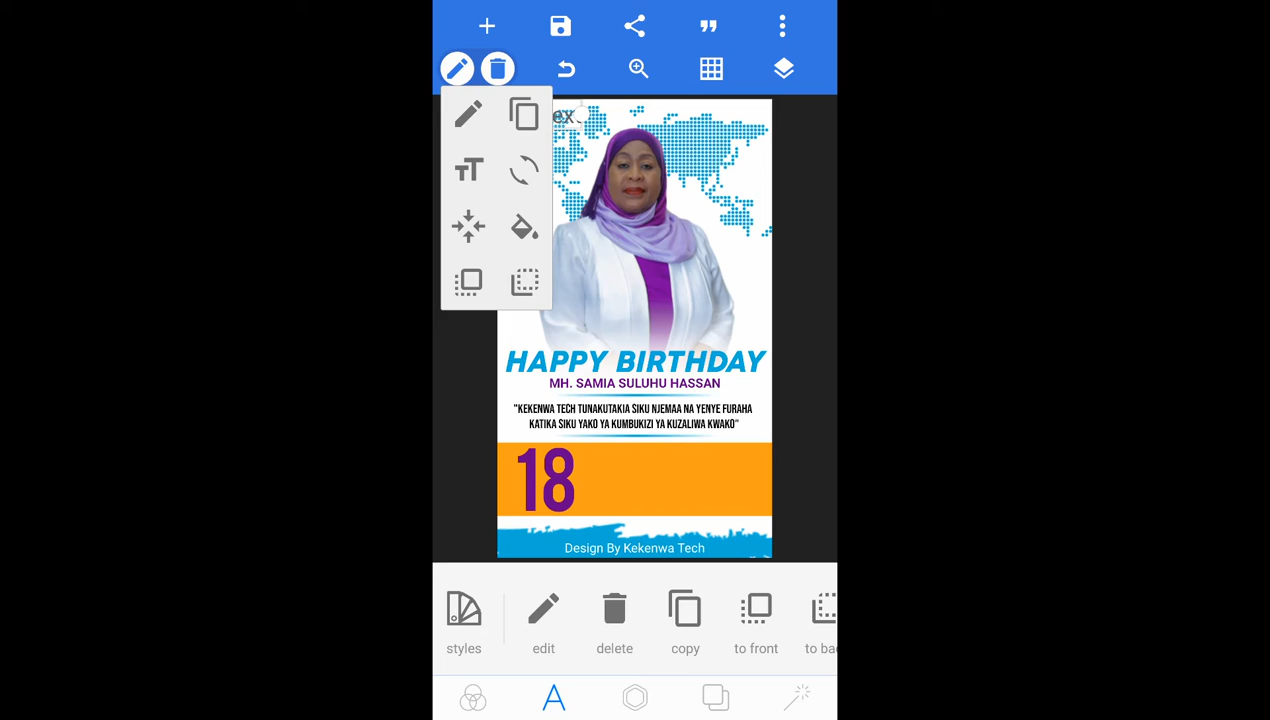 HAPPY BIRTHDAY
MH. SAMIA SULUHU HASSAN
"KEKENWA TECH TUNAKUTAKIA SIKU NJEMAA NA YENYE FURAHA
KATIKA SIKU YAKO YA KUMBUKIZI YA KUZALIWA KWAKO"
18
Design By Kekenwa Tech
styles
edit
delete
copy
to front